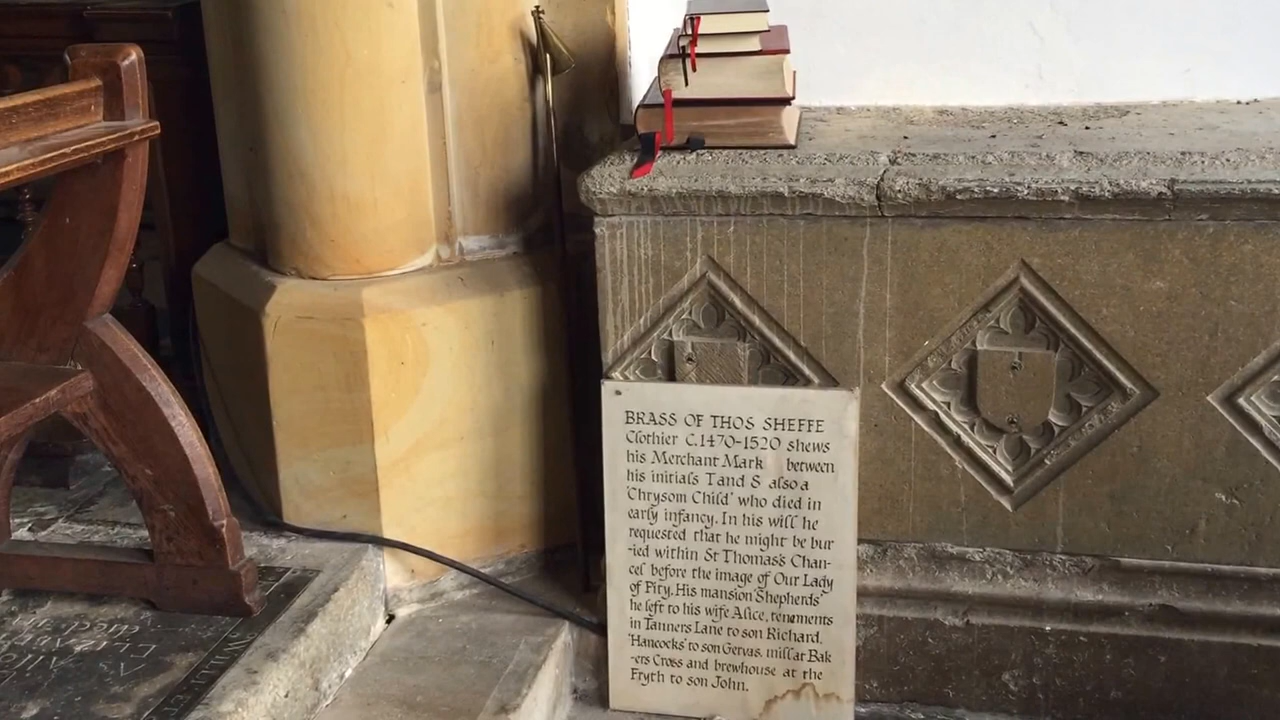 BRASS OF THOS SHEFFE
Clothier C.1470-1520 shews
his Merchant Mark between
his initials T and S also a
'Chrysom Child' who died in
early infancy. In his will he
requested that he might be bur
-ied within St Thomas's Chan-
cel before the image of Our Lady
of Pity. His mansion 'Shepherds'
he left to his wife Alice, tenements
in Tanners Lane to son Richard,
'Hancocks' to son Gervas, mill at Bak
-ers Cross and brewhouse at the
Fryth to son John.